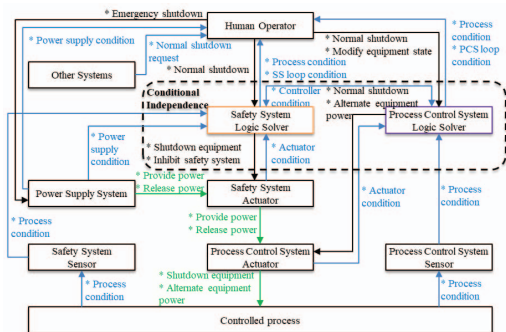 * Emergency shutdown
Human Operator
* Process
condition
* PCS loop
condition
* Power supply condition
* Normal shutdown
request
* Normal shutdown
* Modify equipment state
Other Systems
* Normal shutdown
* Process condition
* SS loop condition
Conditional
Independence
* Controller
condition
* Normal shutdown
* Alternate equipment
power
Safety System
Logic Solver
Process Control System
Logic Solver
* Power
supply
condition
* Shutdown equipment
* Inhibit safety system
* Actuator
condition
Power Supply System
* Provide power
* Release power
Safety System
Actuator
* Actuator
condition
* Process
condition
* Process
condition
* Provide power
* Release power
Safety System
Sensor
Process Control System
Actuator
Process Control System
Sensor
* Process
condition
* Shutdown equipment
* Alternate equipment
power
* Process
condition
Controlled process